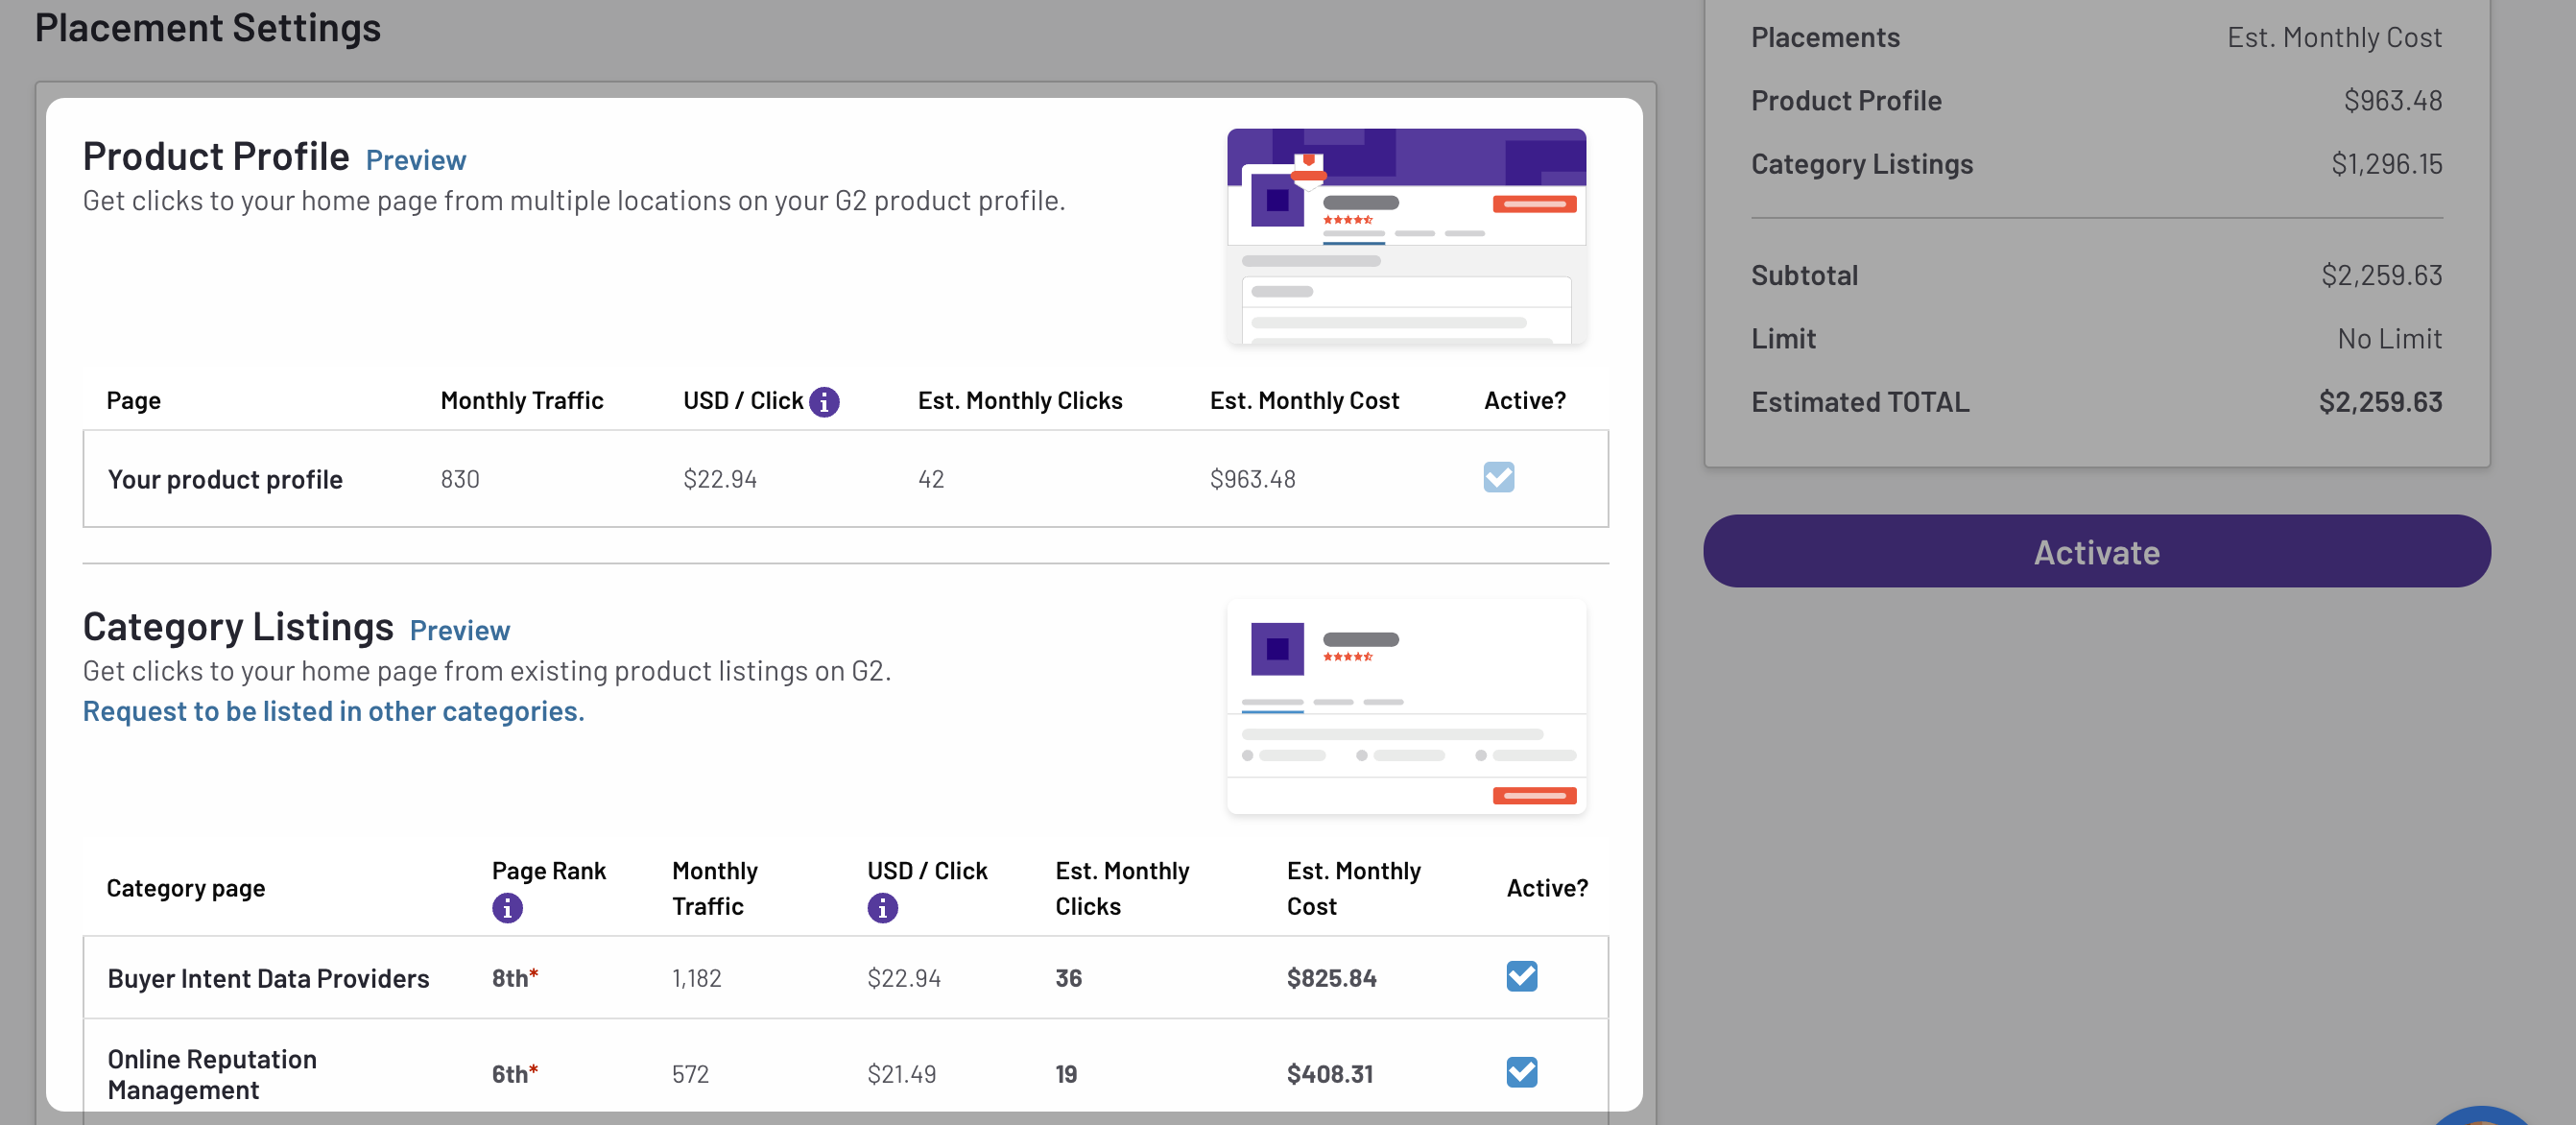 Placement Settings
Product Profile Preview
Get clicks to your home page from multiple locations on your G2 product profile.
Page Monthly Traffic USD / Click i Est. Monthly Clicks Est. Monthly Cost Active?
Your product profile 830 $22.94 42 $963.48
Category Listings Preview
Get clicks to your home page from existing product listings on G2.
Request to be listed in other categories.
Category page Page Rank i Monthly Traffic USD / Click i Est. Monthly Clicks Est. Monthly Cost Active?
Buyer Intent Data Providers 8th* 1,182 $22.94 36 $825.84
Online Reputation Management 6th* 572 $21.49 19 $408.31
Placements Est. Monthly Cost
Product Profile $963.48
Category Listings $1,296.15
Subtotal $2,259.63
Limit No Limit
Estimated TOTAL $2,259.63
Activate